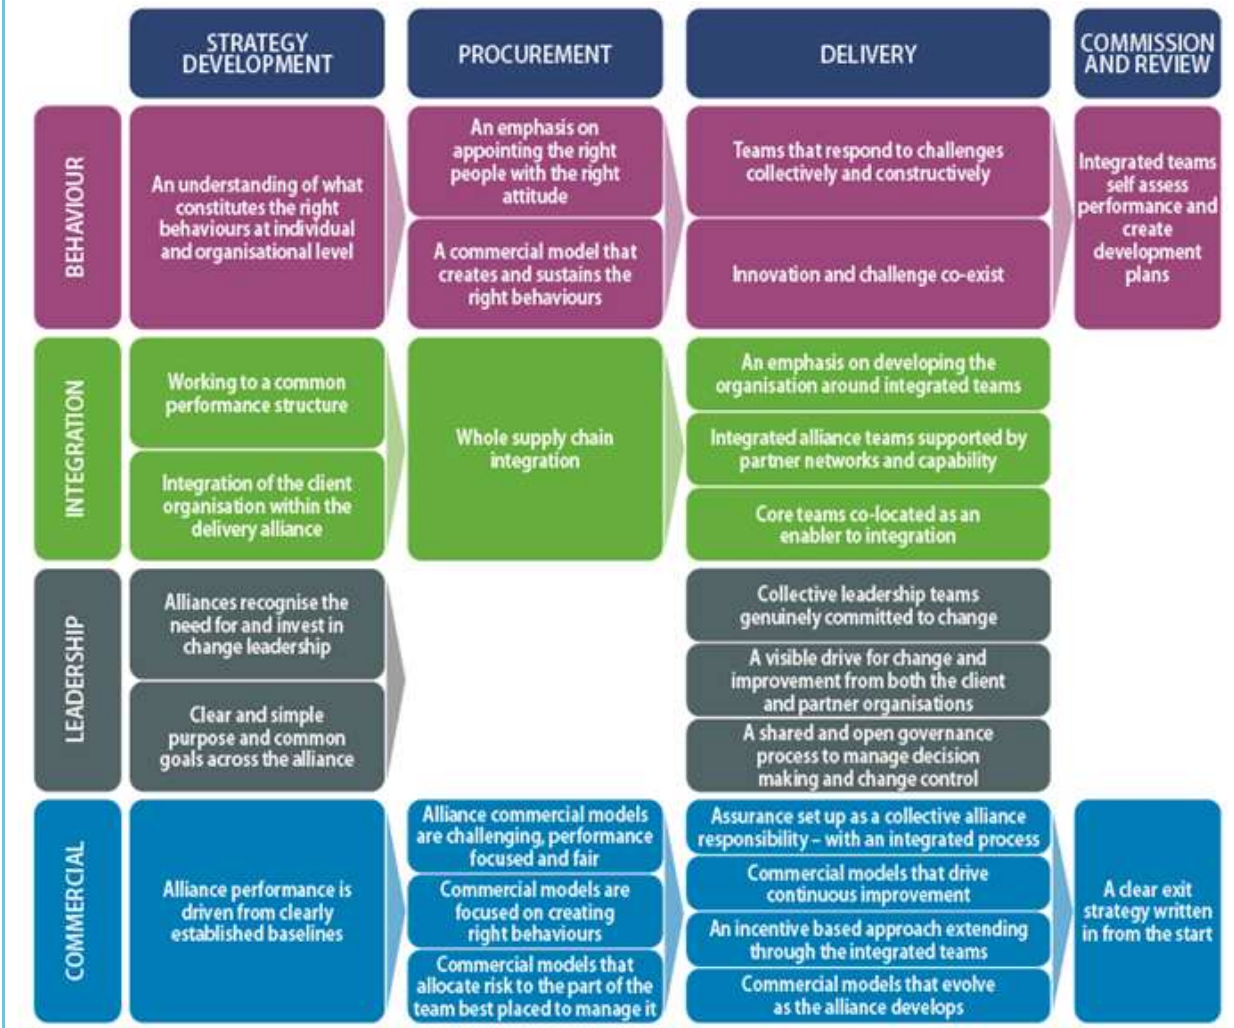 STRATEGY
DEVELOPMENT
PROCUREMENT
DELIVERY
COMMISSION
AND REVIEW
BEHAVIOUR
An understanding of what
constitutes the right
behaviours at individual
and organisational level
An emphasis on
appointing the right
people with the right
attitude
A commercial model that
creates and sustains the
right behaviours
Teams that respond to challenges
collectively and constructively
Innovation and challenge co-exist
Integrated teams
self assess
performance and
create
development
plans
INTEGRATION
Working to a common
performance structure
Integration of the client
organisation within the
delivery alliance
Whole supply chain
integration
An emphasis on developing the
organisation around integrated teams
Integrated alliance teams supported by
partner networks and capability
Core teams co-located as an
enabler to integration
LEADERSHIP
Alliances recognise the
need for and invest in
change leadership
Clear and simple
purpose and common
goals across the alliance
Collective leadership teams
genuinely committed to change
A visible drive for change and
improvement from both the client
and partner organisations
A shared and open governance
process to manage decision
making and change control
COMMERCIAL
Alliance performance is
driven from clearly
established baselines
Alliance commercial models
are challenging, performance
focused and fair
Commercial models are
focused on creating
right behaviours
Commercial models that
allocate risk to the part of the
team best placed to manage it
Assurance set up as a collective alliance
responsibility – with an integrated process
Commercial models that drive
continuous improvement
An incentive based approach extending
through the integrated teams
Commercial models that evolve
as the alliance develops
A clear exit
strategy written
in from the start